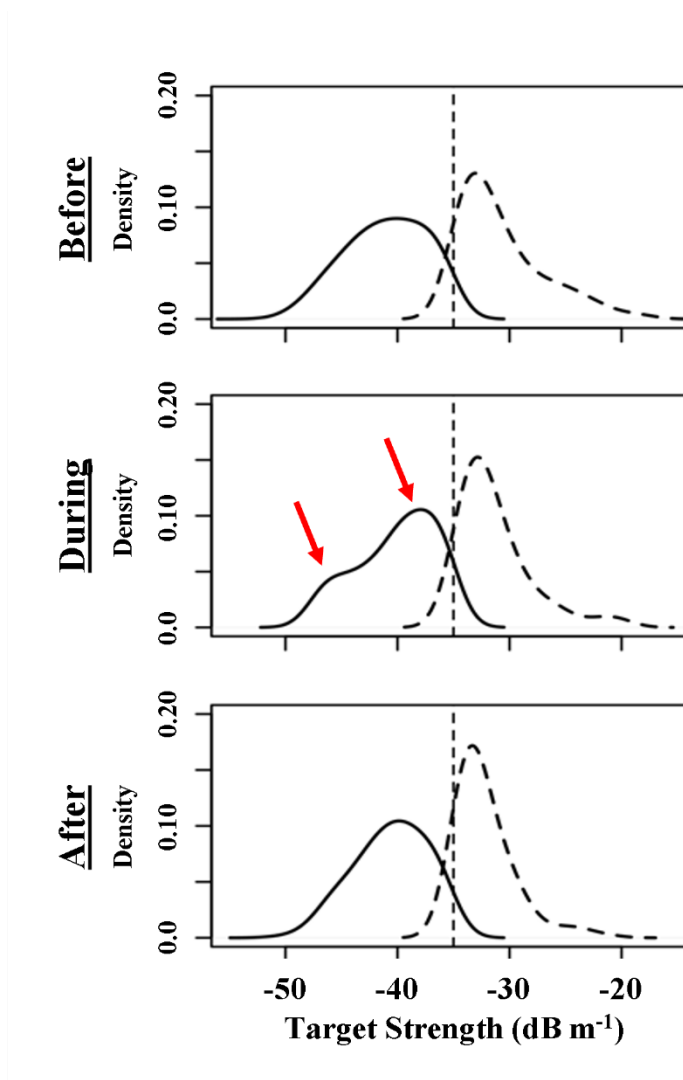 Before
Density
0.20
0.10
0.0
During
Density
0.20
0.10
0.0
After
Density
0.20
0.10
0.0
-50 -40 -30 -20
Target Strength (dB m-1)